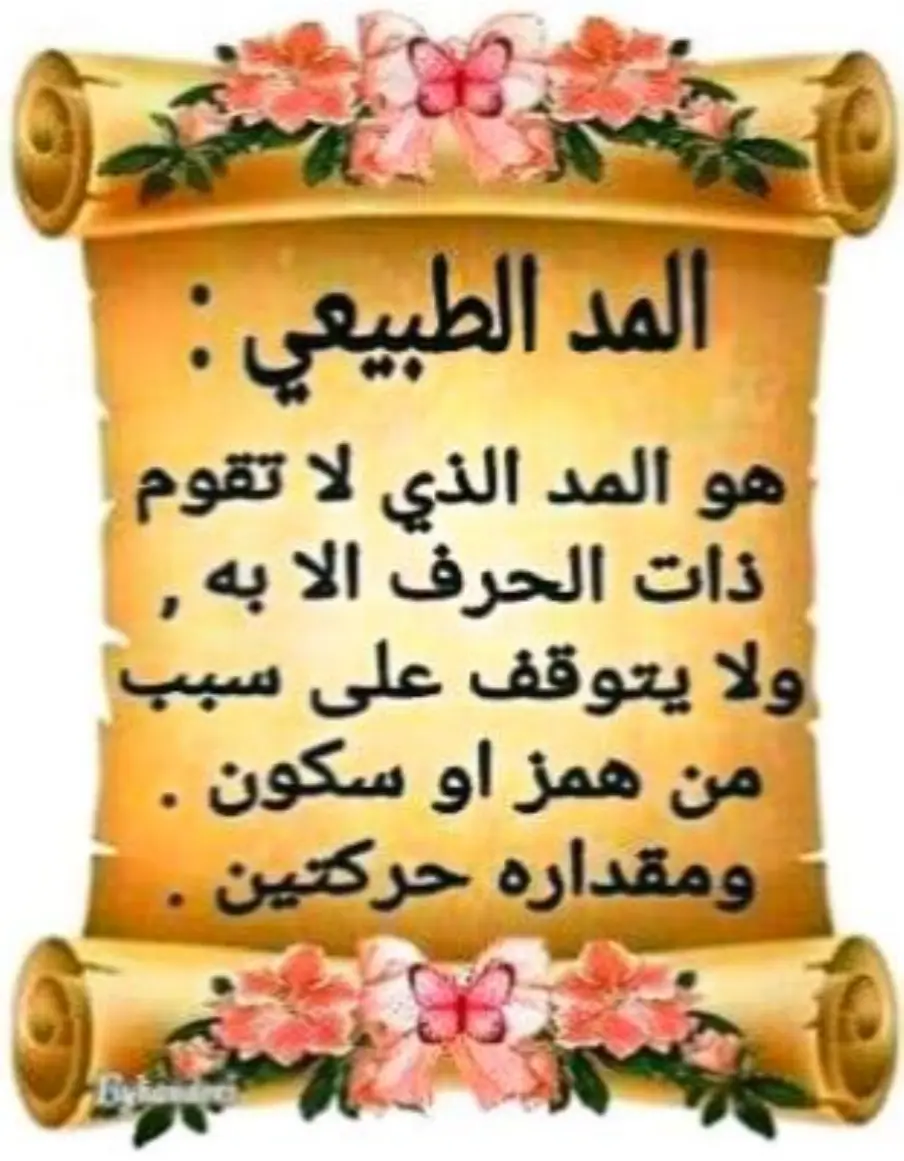 المد الطبيعي :
هو المد الذي لا تقوم
ذات الحرف الا به ,
ولا يتوقف على سبب
من همز او سكون .
ومقداره حركتين .